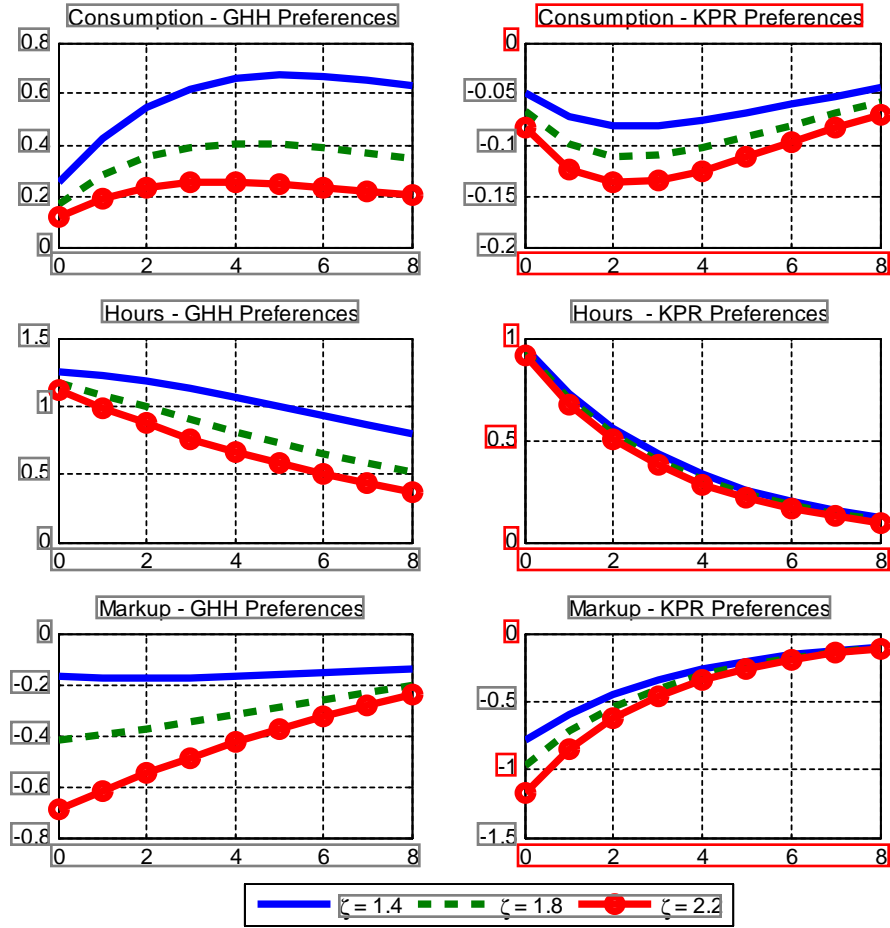 Consumption - GHH Preferences
0.8
0.6
0.4
0.2
0
0 2 4 6 8
Consumption - KPR Preferences
0
-0.05
-0.1
-0.15
-0.2
0 2 4 6 8
Hours - GHH Preferences
1.5
1
0.5
0
0 2 4 6 8
Hours - KPR Preferences
1
0.5
0
0 2 4 6 8
Markup - GHH Preferences
0
-0.2
-0.4
-0.6
-0.8
0 2 4 6 8
Markup - KPR Preferences
0
-0.5
-1
-1.5
0 2 4 6 8
ζ = 1.4 ζ = 1.8 ζ = 2.2